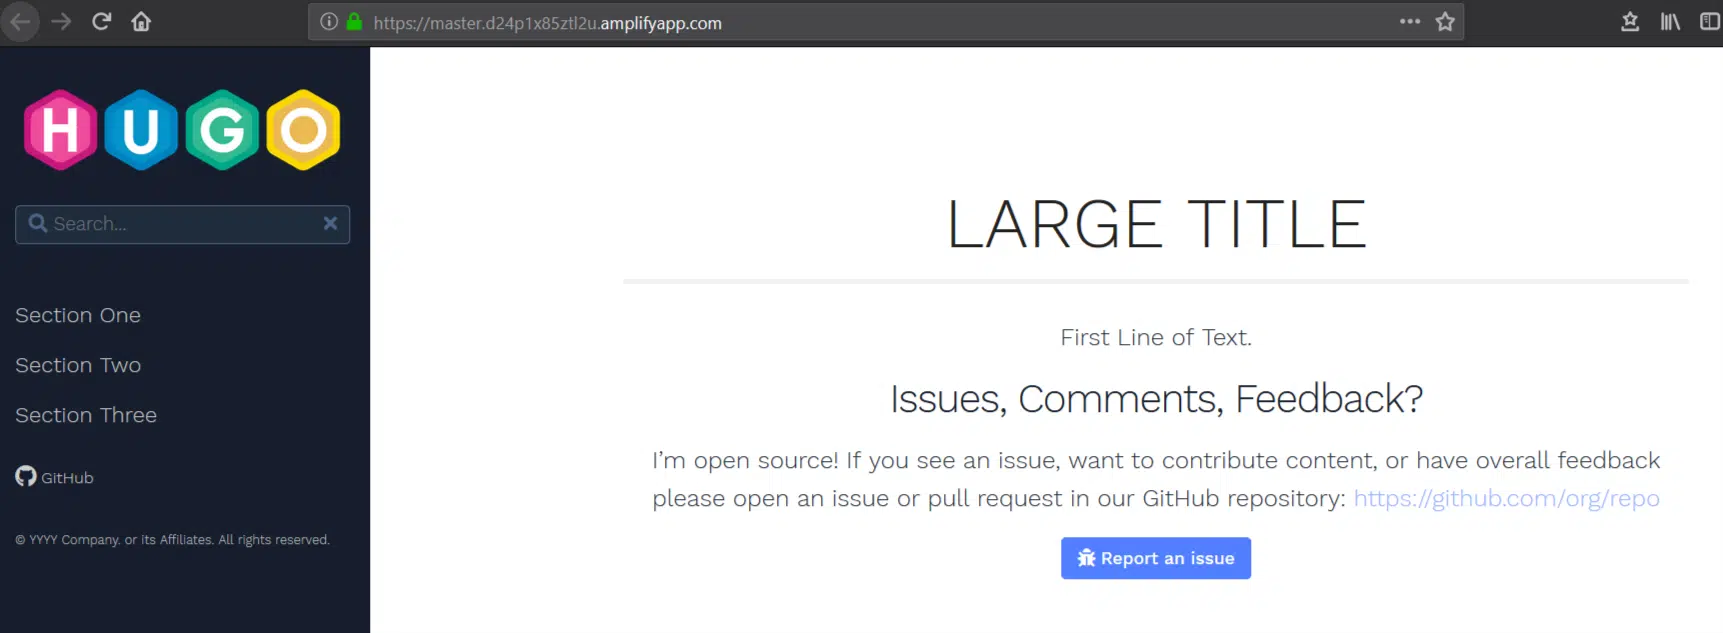 https://master.d24p1x85ztl2u.amplifyapp.com
HUGO
Search...
Section One
Section Two
Section Three
GitHub
© YYYY Company. or its Affiliates. All rights reserved.
LARGE TITLE
First Line of Text.
Issues, Comments, Feedback?
I’m open source! If you see an issue, want to contribute content, or have overall feedback
please open an issue or pull request in our GitHub repository: https://github.com/org/repo
Report an issue